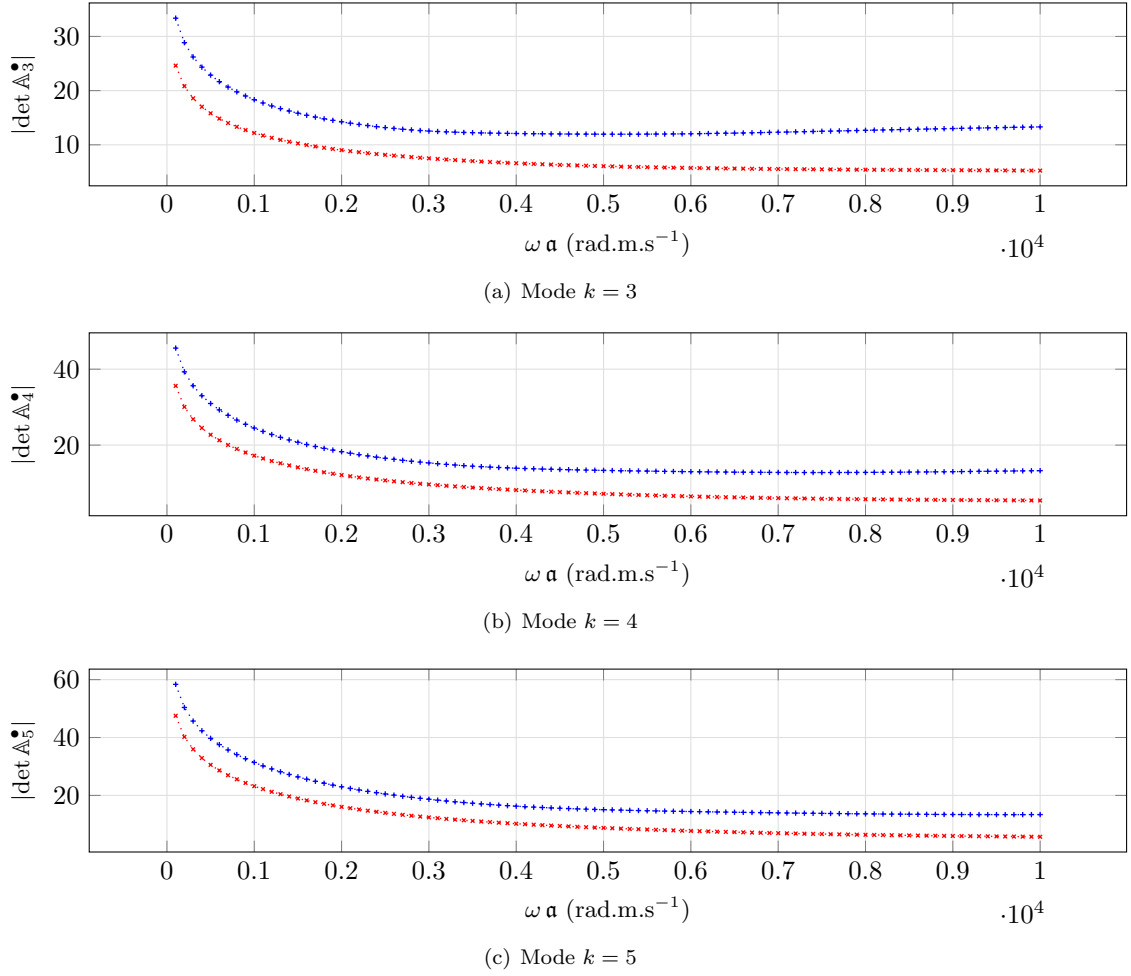 30
20
10
|det 𝔸₃^●|
0 0.1 0.2 0.3 0.4 0.5 0.6 0.7 0.8 0.9 1
ω 𝔞 (rad.m.s⁻¹) ·10⁴
(a) Mode k = 3
40
20
|det 𝔸₄^●|
0 0.1 0.2 0.3 0.4 0.5 0.6 0.7 0.8 0.9 1
ω 𝔞 (rad.m.s⁻¹) ·10⁴
(b) Mode k = 4
60
40
20
|det 𝔸₅^●|
0 0.1 0.2 0.3 0.4 0.5 0.6 0.7 0.8 0.9 1
ω 𝔞 (rad.m.s⁻¹) ·10⁴
(c) Mode k = 5